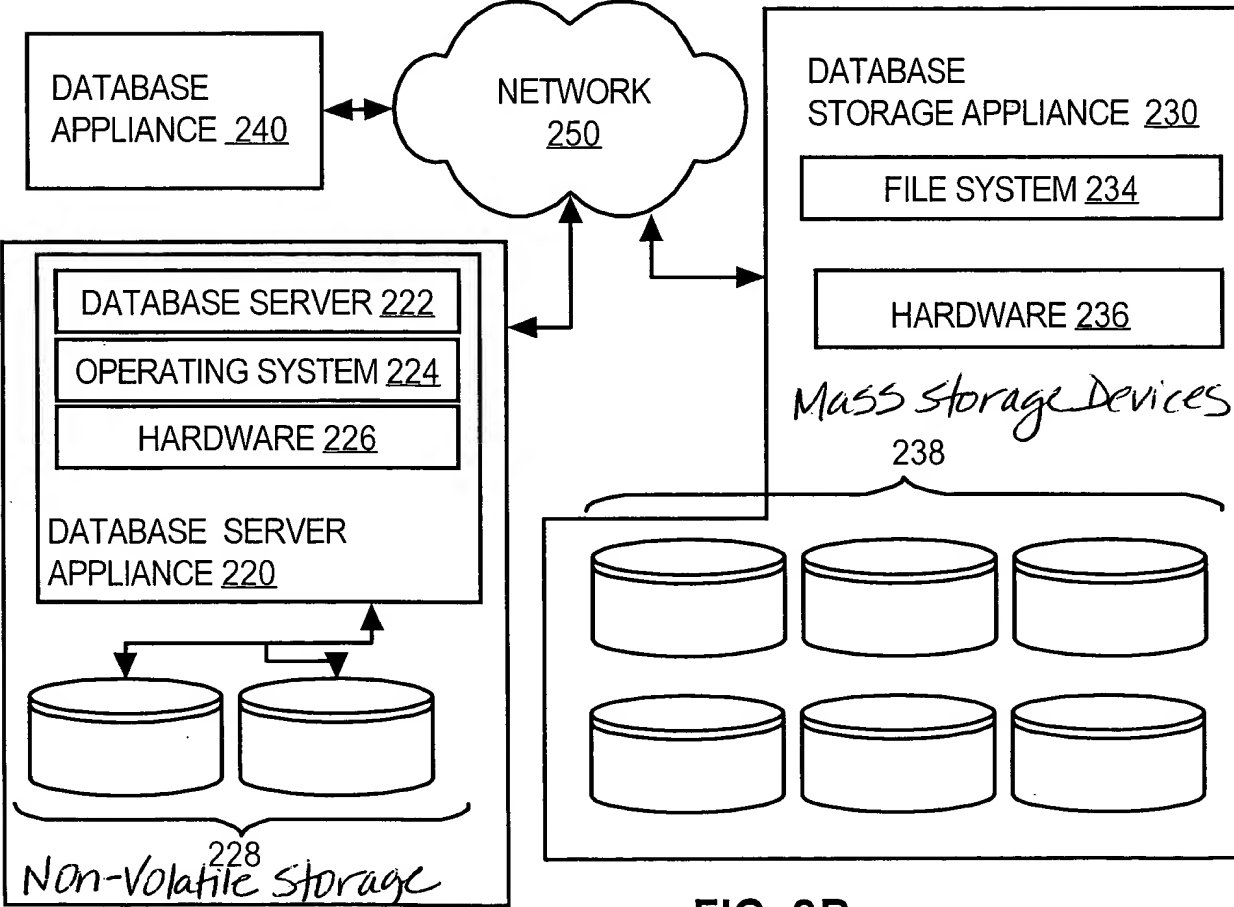 DATABASE
APPLIANCE 240
NETWORK
250
DATABASE
STORAGE APPLIANCE 230
FILE SYSTEM 234
HARDWARE 236
Mass Storage Devices
238
DATABASE SERVER 222
OPERATING SYSTEM 224
HARDWARE 226
DATABASE SERVER
APPLIANCE 220
228
Non-Volatile Storage